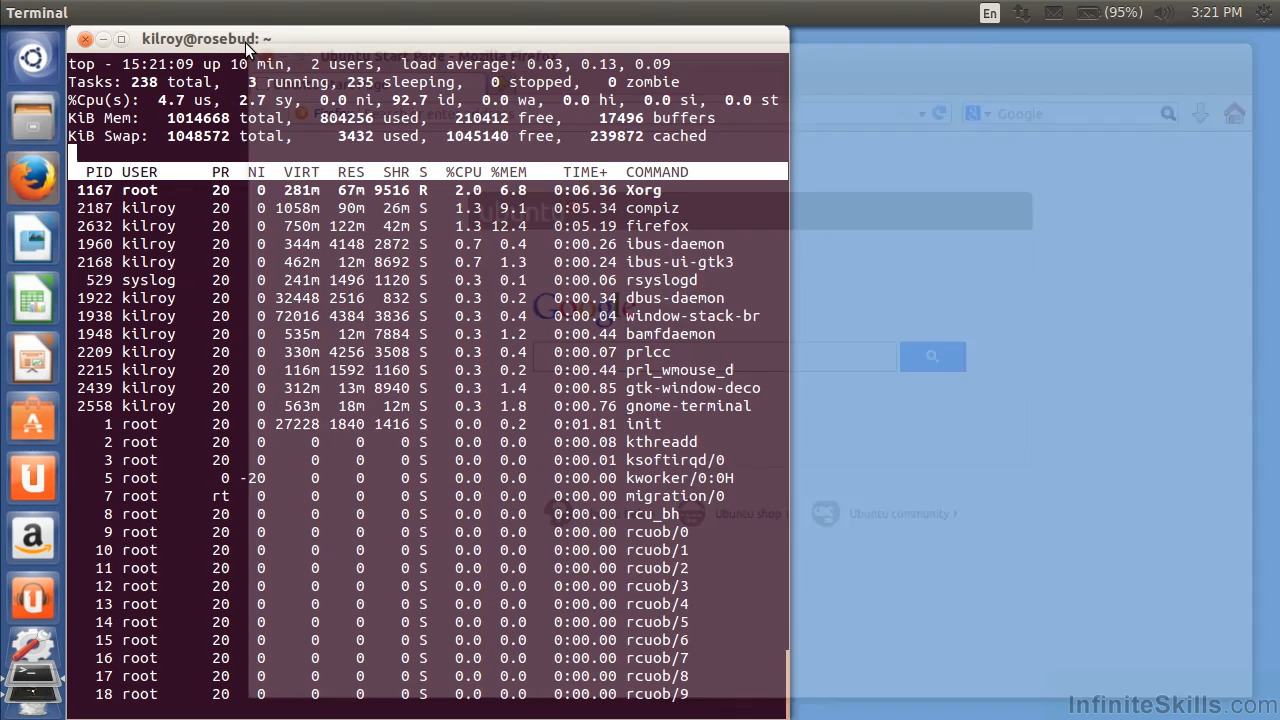 Terminal
En
(95%)
3:21 PM
kilroy@rosebud: ~
Ubuntu Start Page - Mozilla Firefox
top - 15:21:09 up 10 min,  2 users,  load average: 0.03, 0.13, 0.09
Tasks: 238 total,   3 running, 235 sleeping,   0 stopped,   0 zombie
%Cpu(s):  4.7 us,  2.7 sy,  0.0 ni, 92.7 id,  0.0 wa,  0.0 hi,  0.0 si,  0.0 st
KiB Mem:   1014668 total,   804256 used,   210412 free,    17496 buffers
KiB Swap:  1048572 total,     3432 used,  1045140 free,   239872 cached
Google
PID USER      PR  NI  VIRT  RES  SHR S  %CPU %MEM    TIME+  COMMAND
1167 root      20   0  281m  67m 9516 R   2.0  6.8   0:06.36 Xorg
2187 kilroy    20   0 1058m  90m  26m S   1.3  9.1   0:05.34 compiz
2632 kilroy    20   0  750m 122m  42m S   1.3 12.4   0:05.19 firefox
1960 kilroy    20   0  344m 4148 2872 S   0.7  0.4   0:00.26 ibus-daemon
2168 kilroy    20   0  462m  12m 8692 S   0.7  1.3   0:00.24 ibus-ui-gtk3
529 syslog    20   0  241m 1496 1120 S   0.3  0.1   0:00.06 rsyslogd
1922 kilroy    20   0 32448 2516  832 S   0.3  0.2   0:00.34 dbus-daemon
1938 kilroy    20   0 72016 4384 3836 S   0.3  0.4   0:00.04 window-stack-br
1948 kilroy    20   0  535m  12m 7884 S   0.3  1.2   0:00.44 bamfdaemon
2209 kilroy    20   0  330m 4256 3508 S   0.3  0.4   0:00.07 prlcc
2215 kilroy    20   0  116m 1592 1160 S   0.3  0.2   0:00.44 prl_wmouse_d
2439 kilroy    20   0  312m  13m 8940 S   0.3  1.4   0:00.85 gtk-window-deco
2558 kilroy    20   0  563m  18m  12m S   0.3  1.8   0:00.76 gnome-terminal
1 root      20   0 27228 1840 1416 S   0.0  0.2   0:01.81 init
2 root      20   0     0    0    0 S   0.0  0.0   0:00.08 kthreadd
3 root      20   0     0    0    0 S   0.0  0.0   0:00.01 ksoftirqd/0
5 root       0 -20     0    0    0 S   0.0  0.0   0:00.00 kworker/0:0H
7 root      rt   0     0    0    0 S   0.0  0.0   0:00.00 migration/0
8 root      20   0     0    0    0 S   0.0  0.0   0:00.00 rcu_bh
9 root      20   0     0    0    0 S   0.0  0.0   0:00.00 rcuob/0
10 root      20   0     0    0    0 S   0.0  0.0   0:00.00 rcuob/1
11 root      20   0     0    0    0 S   0.0  0.0   0:00.00 rcuob/2
12 root      20   0     0    0    0 S   0.0  0.0   0:00.00 rcuob/3
13 root      20   0     0    0    0 S   0.0  0.0   0:00.00 rcuob/4
14 root      20   0     0    0    0 S   0.0  0.0   0:00.00 rcuob/5
15 root      20   0     0    0    0 S   0.0  0.0   0:00.00 rcuob/6
16 root      20   0     0    0    0 S   0.0  0.0   0:00.00 rcuob/7
17 root      20   0     0    0    0 S   0.0  0.0   0:00.00 rcuob/8
18 root      20   0     0    0    0 S   0.0  0.0   0:00.00 rcuob/9
ubuntu
Google
Ubuntu shop
Ubuntu community
InfiniteSkills.com